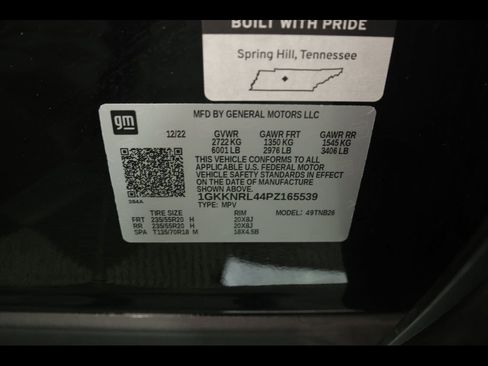 BUILT WITH PRIDE
Spring Hill, Tennessee
gm
MFD BY GENERAL MOTORS LLC
12/22 GVWR GAWR FRT GAWR RR
2722 KG 1350 KG 1545 KG
6001 LB 2976 LB 3406 LB
THIS VEHICLE CONFORMS TO ALL
APPLICABLE U.S. FEDERAL MOTOR
VEHICLE SAFETY STANDARDS IN EFFECT
ON THE DATE OF MANUFACTURE
SHOWN ABOVE
1GKKNRL44PZ165539
TYPE: MPV
TIRE SIZE RIM MODEL: 49TNB26
FRT 235/55R20 H 20X8J
RR 235/55R20 H 20X8J
SPA T135/70R18 M 18X4.5B